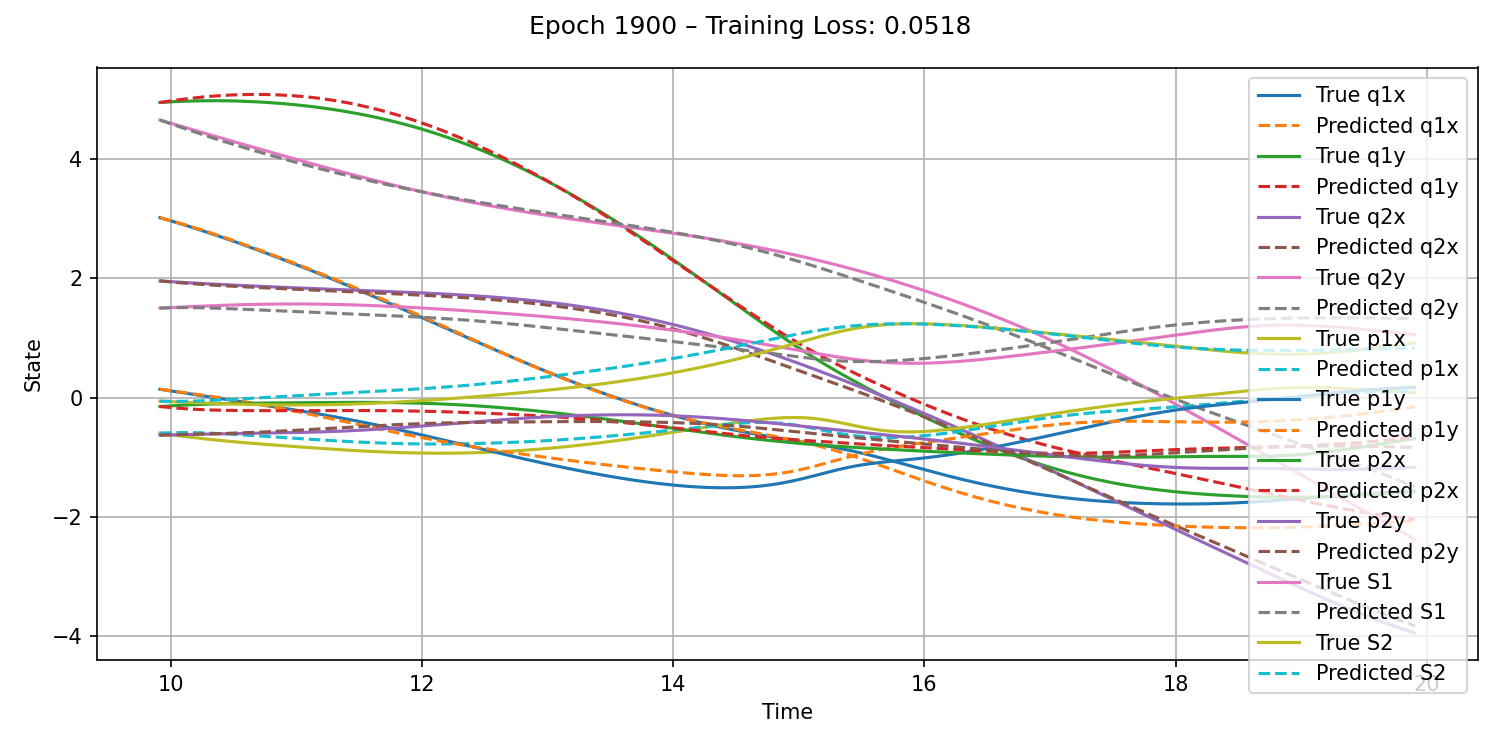 Epoch 1900 – Training Loss: 0.0518
State
4
2
0
−2
−4
True q1x
Predicted q1x
True q1y
Predicted q1y
True q2x
Predicted q2x
True q2y
Predicted q2y
True p1x
Predicted p1x
True p1y
Predicted p1y
True p2x
Predicted p2x
True p2y
Predicted p2y
True S1
Predicted S1
True S2
Predicted S2
10 12 14 16 18 20
Time